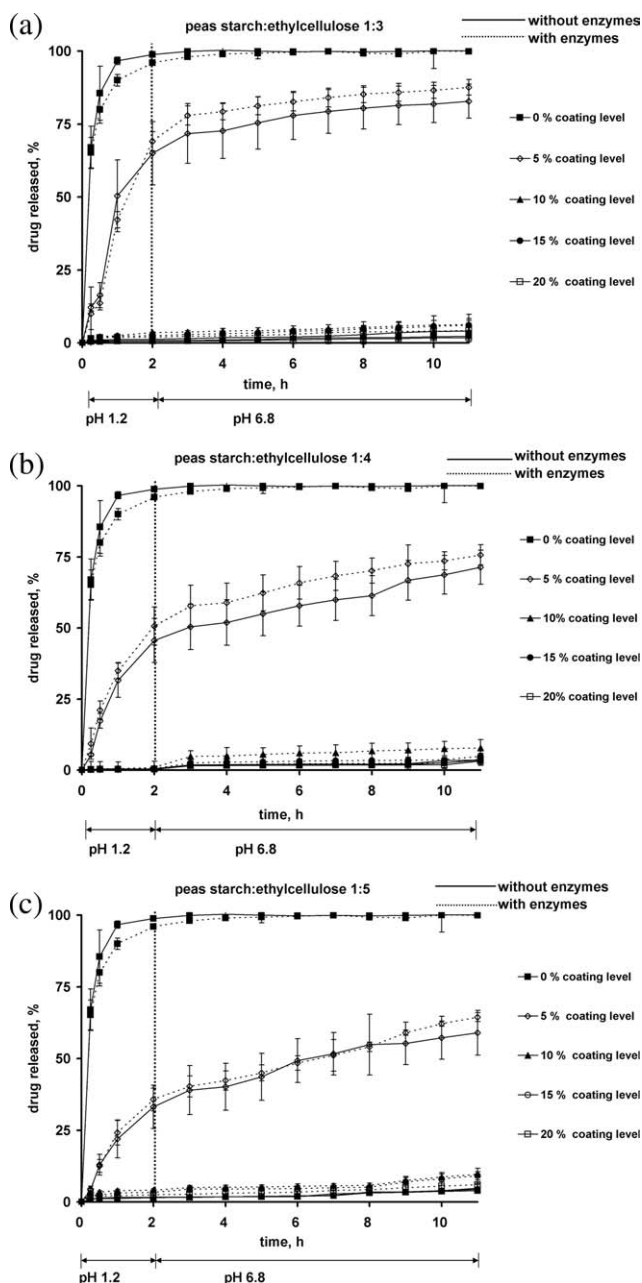 (a)
peas starch:ethylcellulose 1:3
without enzymes
with enzymes
drug released, %
100
75
50
25
0
0 2 4 6 8 10
time, h
pH 1.2 pH 6.8
0 % coating level
5 % coating level
10 % coating level
15 % coating level
20 % coating level
(b)
peas starch:ethylcellulose 1:4
without enzymes
with enzymes
drug released, %
100
75
50
25
0
0 2 4 6 8 10
time, h
pH 1.2 pH 6.8
0 % coating level
5 % coating level
10% coating level
15 % coating level
20% coating level
(c)
peas starch:ethylcellulose 1:5
without enzymes
with enzymes
drug released, %
100
75
50
25
0
0 2 4 6 8 10
time, h
pH 1.2 pH 6.8
0 % coating level
5 % coating level
10 % coating level
15 % coating level
20 % coating level